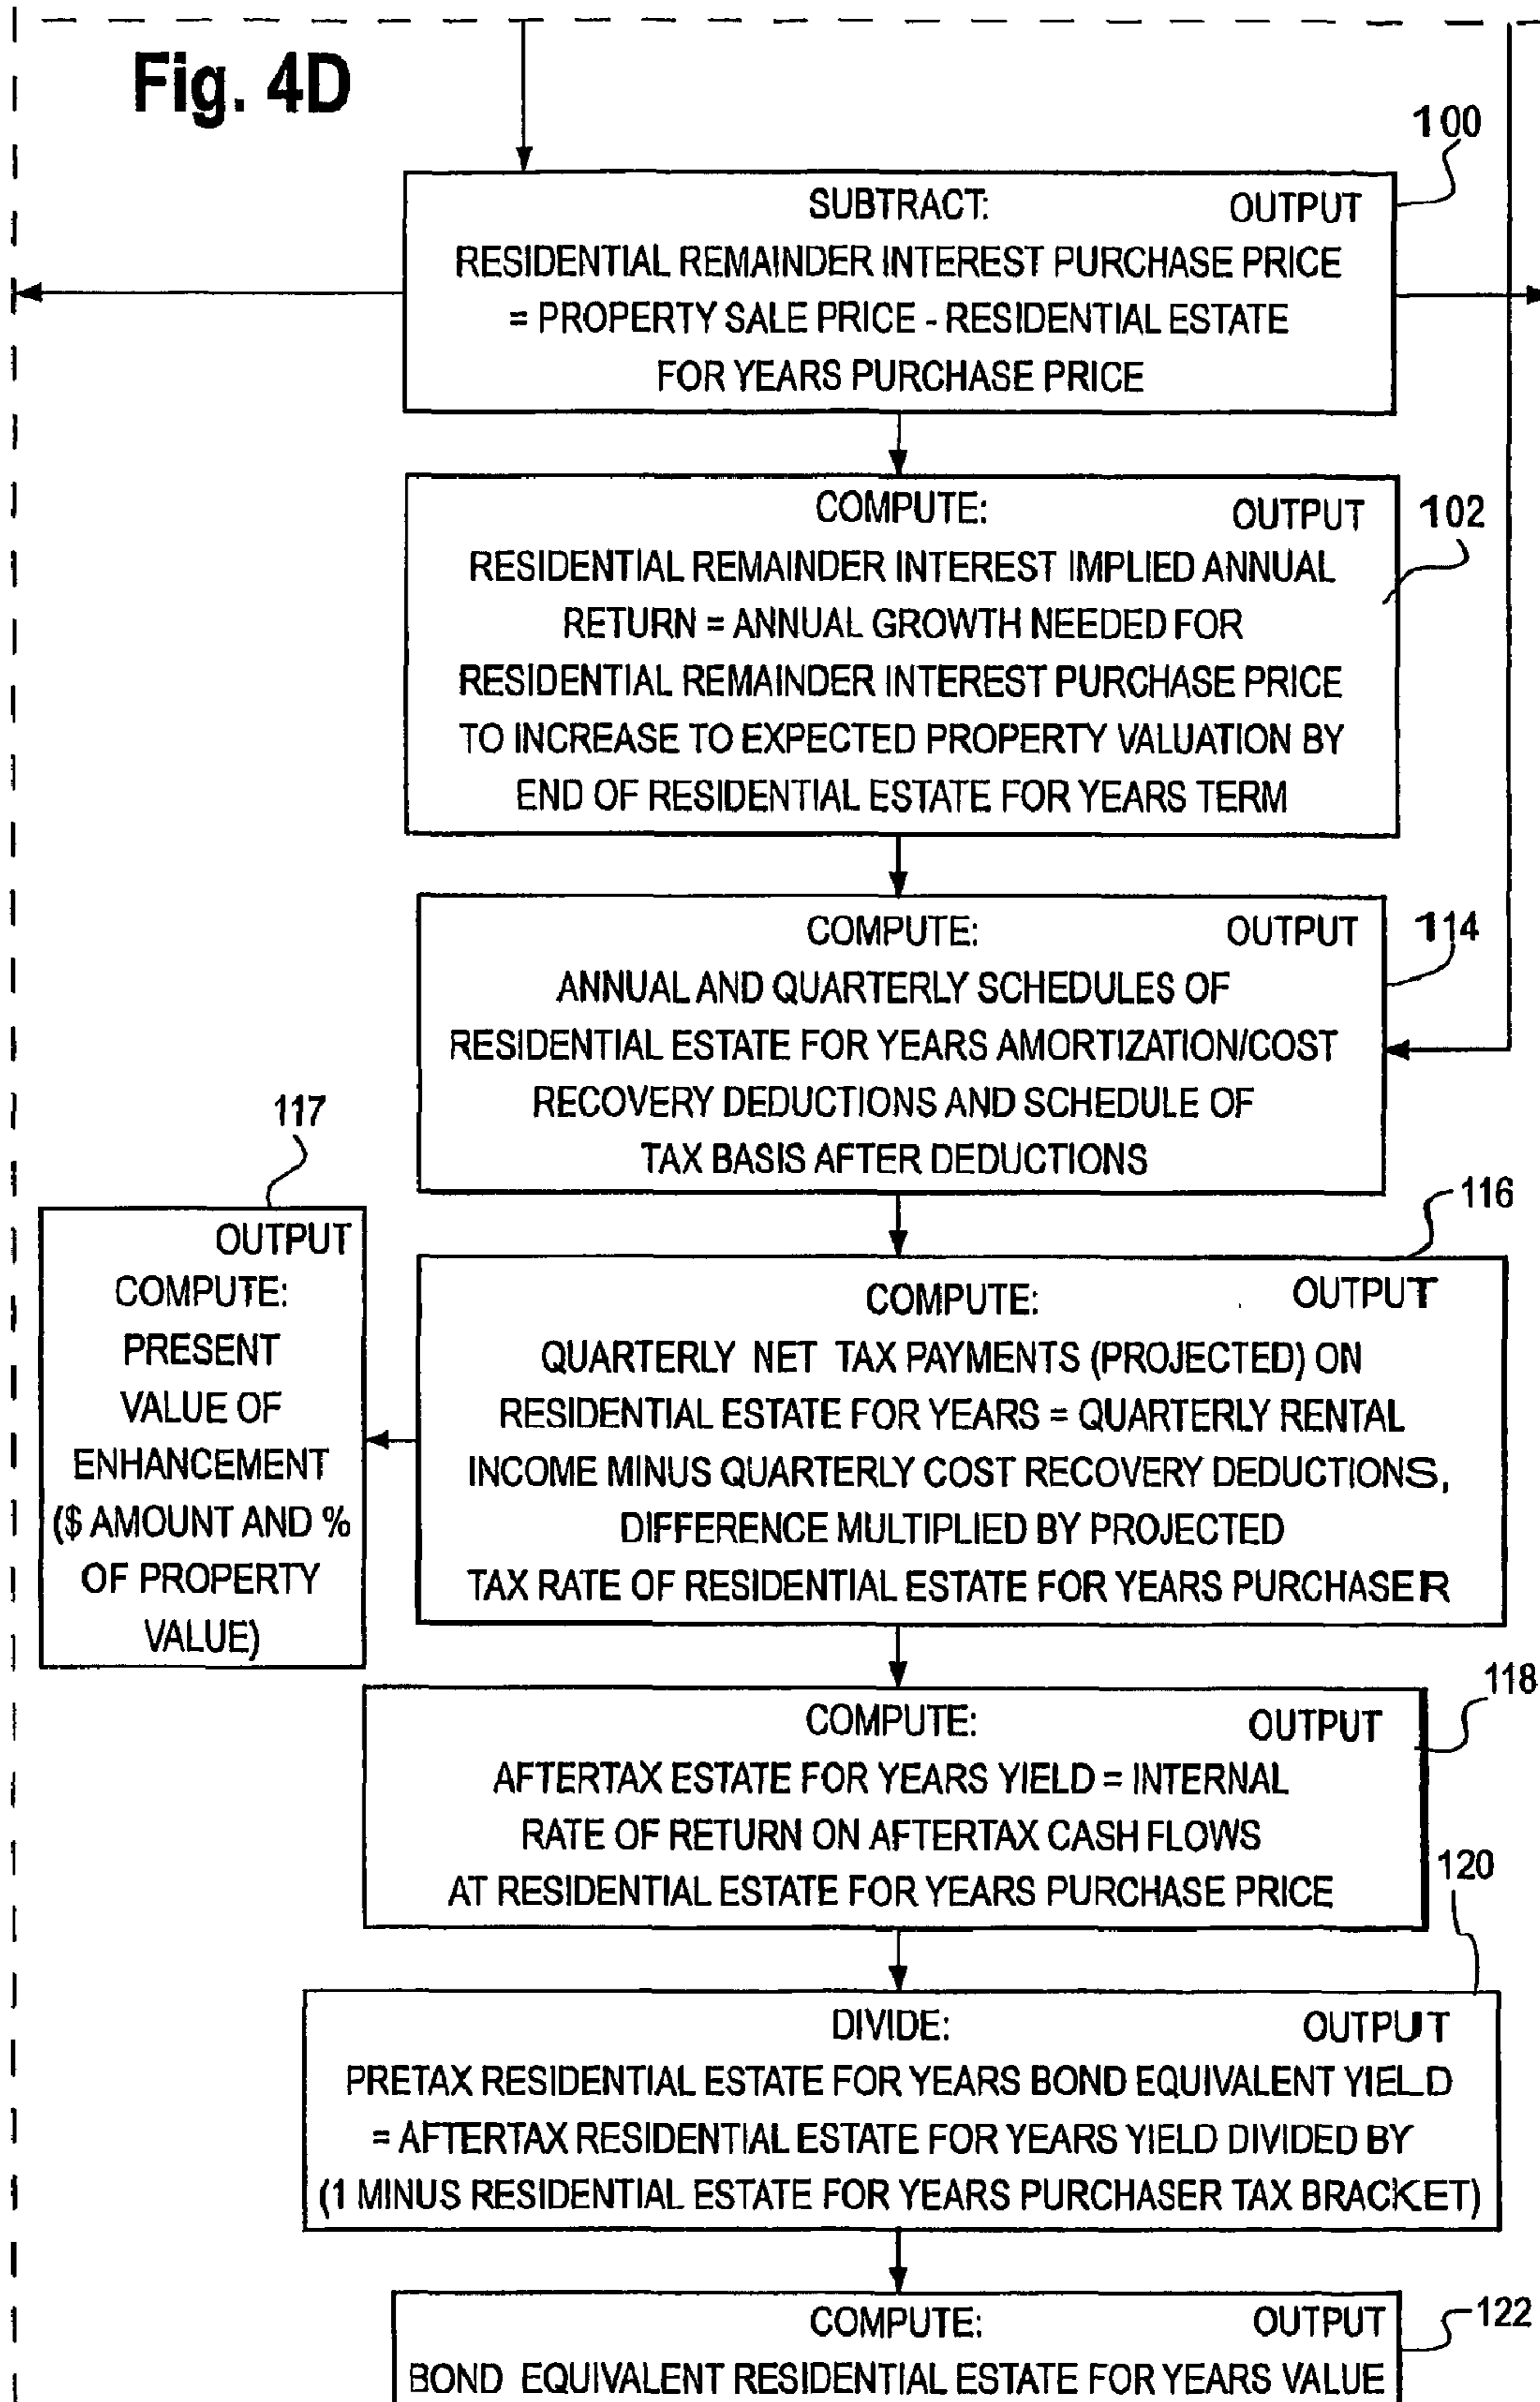 Fig. 4D
100
SUBTRACT: OUTPUT
RESIDENTIAL REMAINDER INTEREST PURCHASE PRICE
= PROPERTY SALE PRICE - RESIDENTIAL ESTATE
FOR YEARS PURCHASE PRICE
COMPUTE: OUTPUT
102
RESIDENTIAL REMAINDER INTEREST IMPLIED ANNUAL
RETURN = ANNUAL GROWTH NEEDED FOR
RESIDENTIAL REMAINDER INTEREST PURCHASE PRICE
TO INCREASE TO EXPECTED PROPERTY VALUATION BY
END OF RESIDENTIAL ESTATE FOR YEARS TERM
COMPUTE: OUTPUT
114
ANNUAL AND QUARTERLY SCHEDULES OF
RESIDENTIAL ESTATE FOR YEARS AMORTIZATION/COST
RECOVERY DEDUCTIONS AND SCHEDULE OF
TAX BASIS AFTER DEDUCTIONS
117
OUTPUT
COMPUTE:
PRESENT
VALUE OF
ENHANCEMENT
($ AMOUNT AND %
OF PROPERTY
VALUE)
116
COMPUTE: OUTPUT
QUARTERLY NET TAX PAYMENTS (PROJECTED) ON
RESIDENTIAL ESTATE FOR YEARS = QUARTERLY RENTAL
INCOME MINUS QUARTERLY COST RECOVERY DEDUCTIONS,
DIFFERENCE MULTIPLIED BY PROJECTED
TAX RATE OF RESIDENTIAL ESTATE FOR YEARS PURCHASER
118
COMPUTE: OUTPUT
AFTERTAX ESTATE FOR YEARS YIELD = INTERNAL
RATE OF RETURN ON AFTERTAX CASH FLOWS
AT RESIDENTIAL ESTATE FOR YEARS PURCHASE PRICE
120
DIVIDE: OUTPUT
PRETAX RESIDENTIAL ESTATE FOR YEARS BOND EQUIVALENT YIELD
= AFTERTAX RESIDENTIAL ESTATE FOR YEARS YIELD DIVIDED BY
(1 MINUS RESIDENTIAL ESTATE FOR YEARS PURCHASER TAX BRACKET)
COMPUTE: OUTPUT
122
BOND EQUIVALENT RESIDENTIAL ESTATE FOR YEARS VALUE